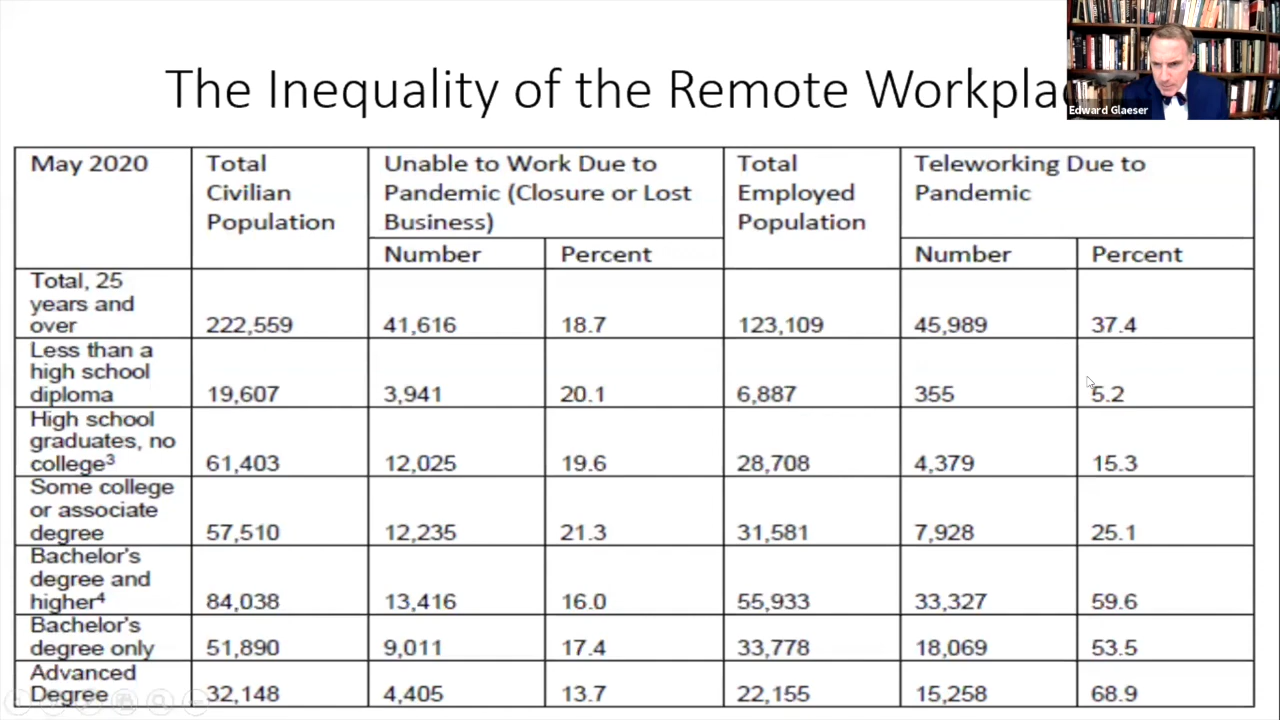 The Inequality of the Remote Workpla
Edward Glaeser
May 2020
Total
Civilian
Population
Unable to Work Due to
Pandemic (Closure or Lost
Business)
Total
Employed
Population
Teleworking Due to
Pandemic
Number Percent Number Percent
Total, 25
years and
over
222,559 41,616 18.7 123,109 45,989 37.4
Less than a
high school
diploma
19,607 3,941 20.1 6,887 355 5.2
High school
graduates, no
college³
61,403 12,025 19.6 28,708 4,379 15.3
Some college
or associate
degree
57,510 12,235 21.3 31,581 7,928 25.1
Bachelor's
degree and
higher⁴
84,038 13,416 16.0 55,933 33,327 59.6
Bachelor's
degree only
51,890 9,011 17.4 33,778 18,069 53.5
Advanced
Degree
32,148 4,405 13.7 22,155 15,258 68.9